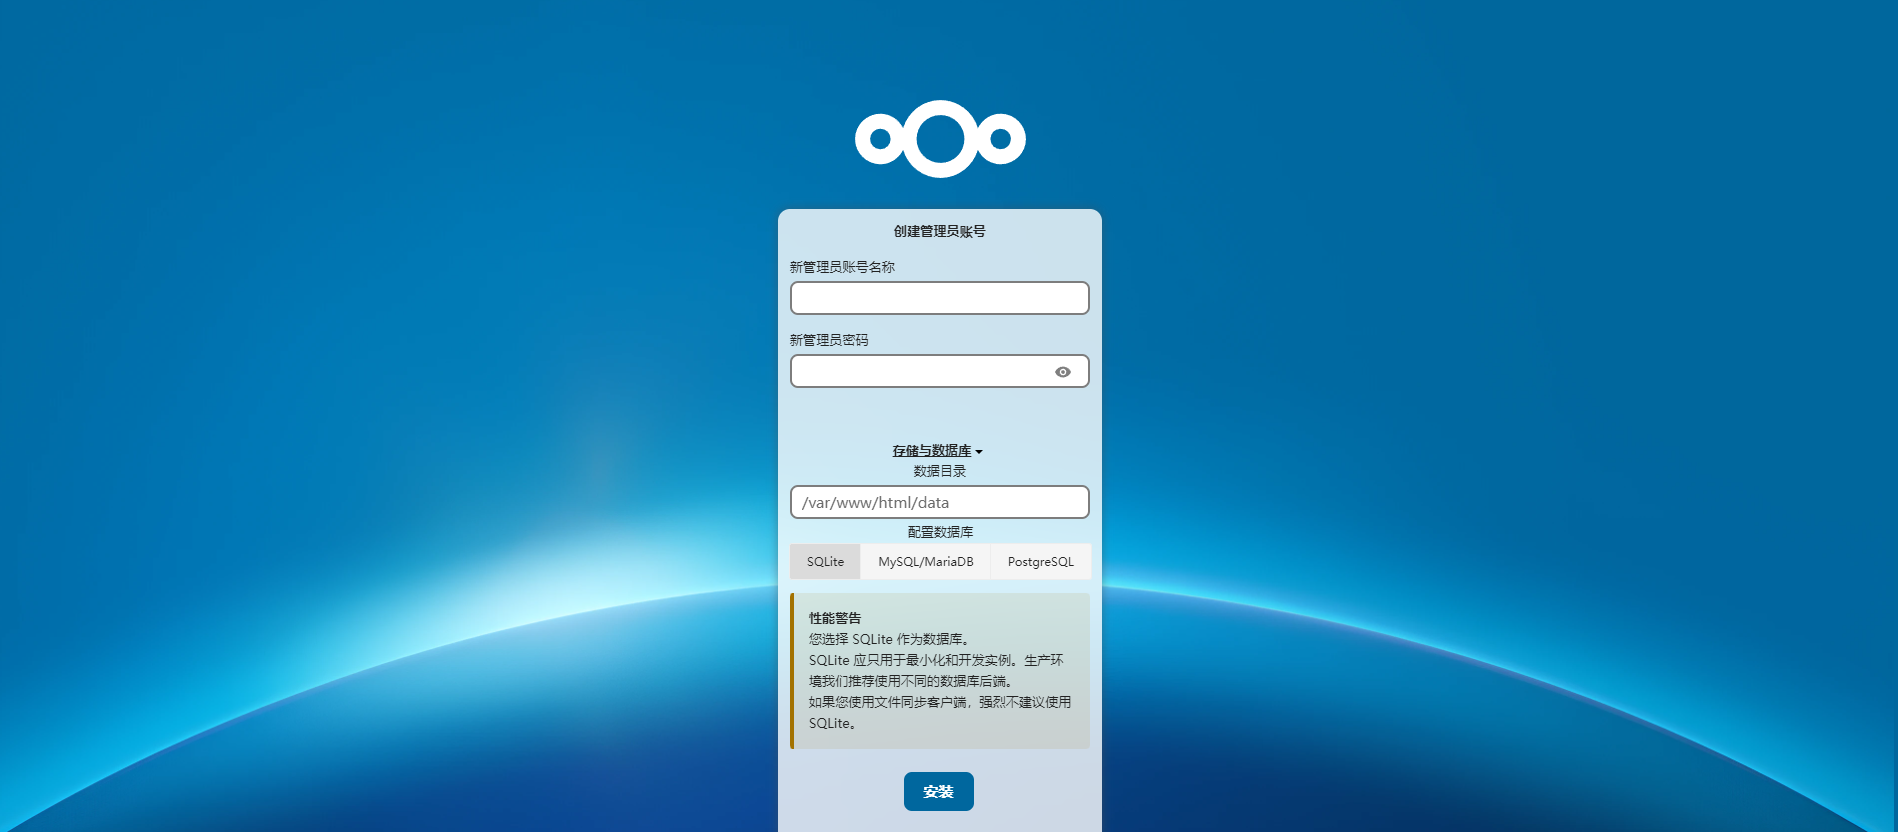 创建管理员账号
新管理员账号名称
新管理员密码
存储与数据库
数据目录
/var/www/html/data
配置数据库
SQLite MySQL/MariaDB PostgreSQL
性能警告
您选择 SQLite 作为数据库。
SQLite 应只用于最小化和开发实例。生产环
境我们推荐使用不同的数据库后端。
如果您使用文件同步客户端，强烈不建议使用
SQLite。
安装